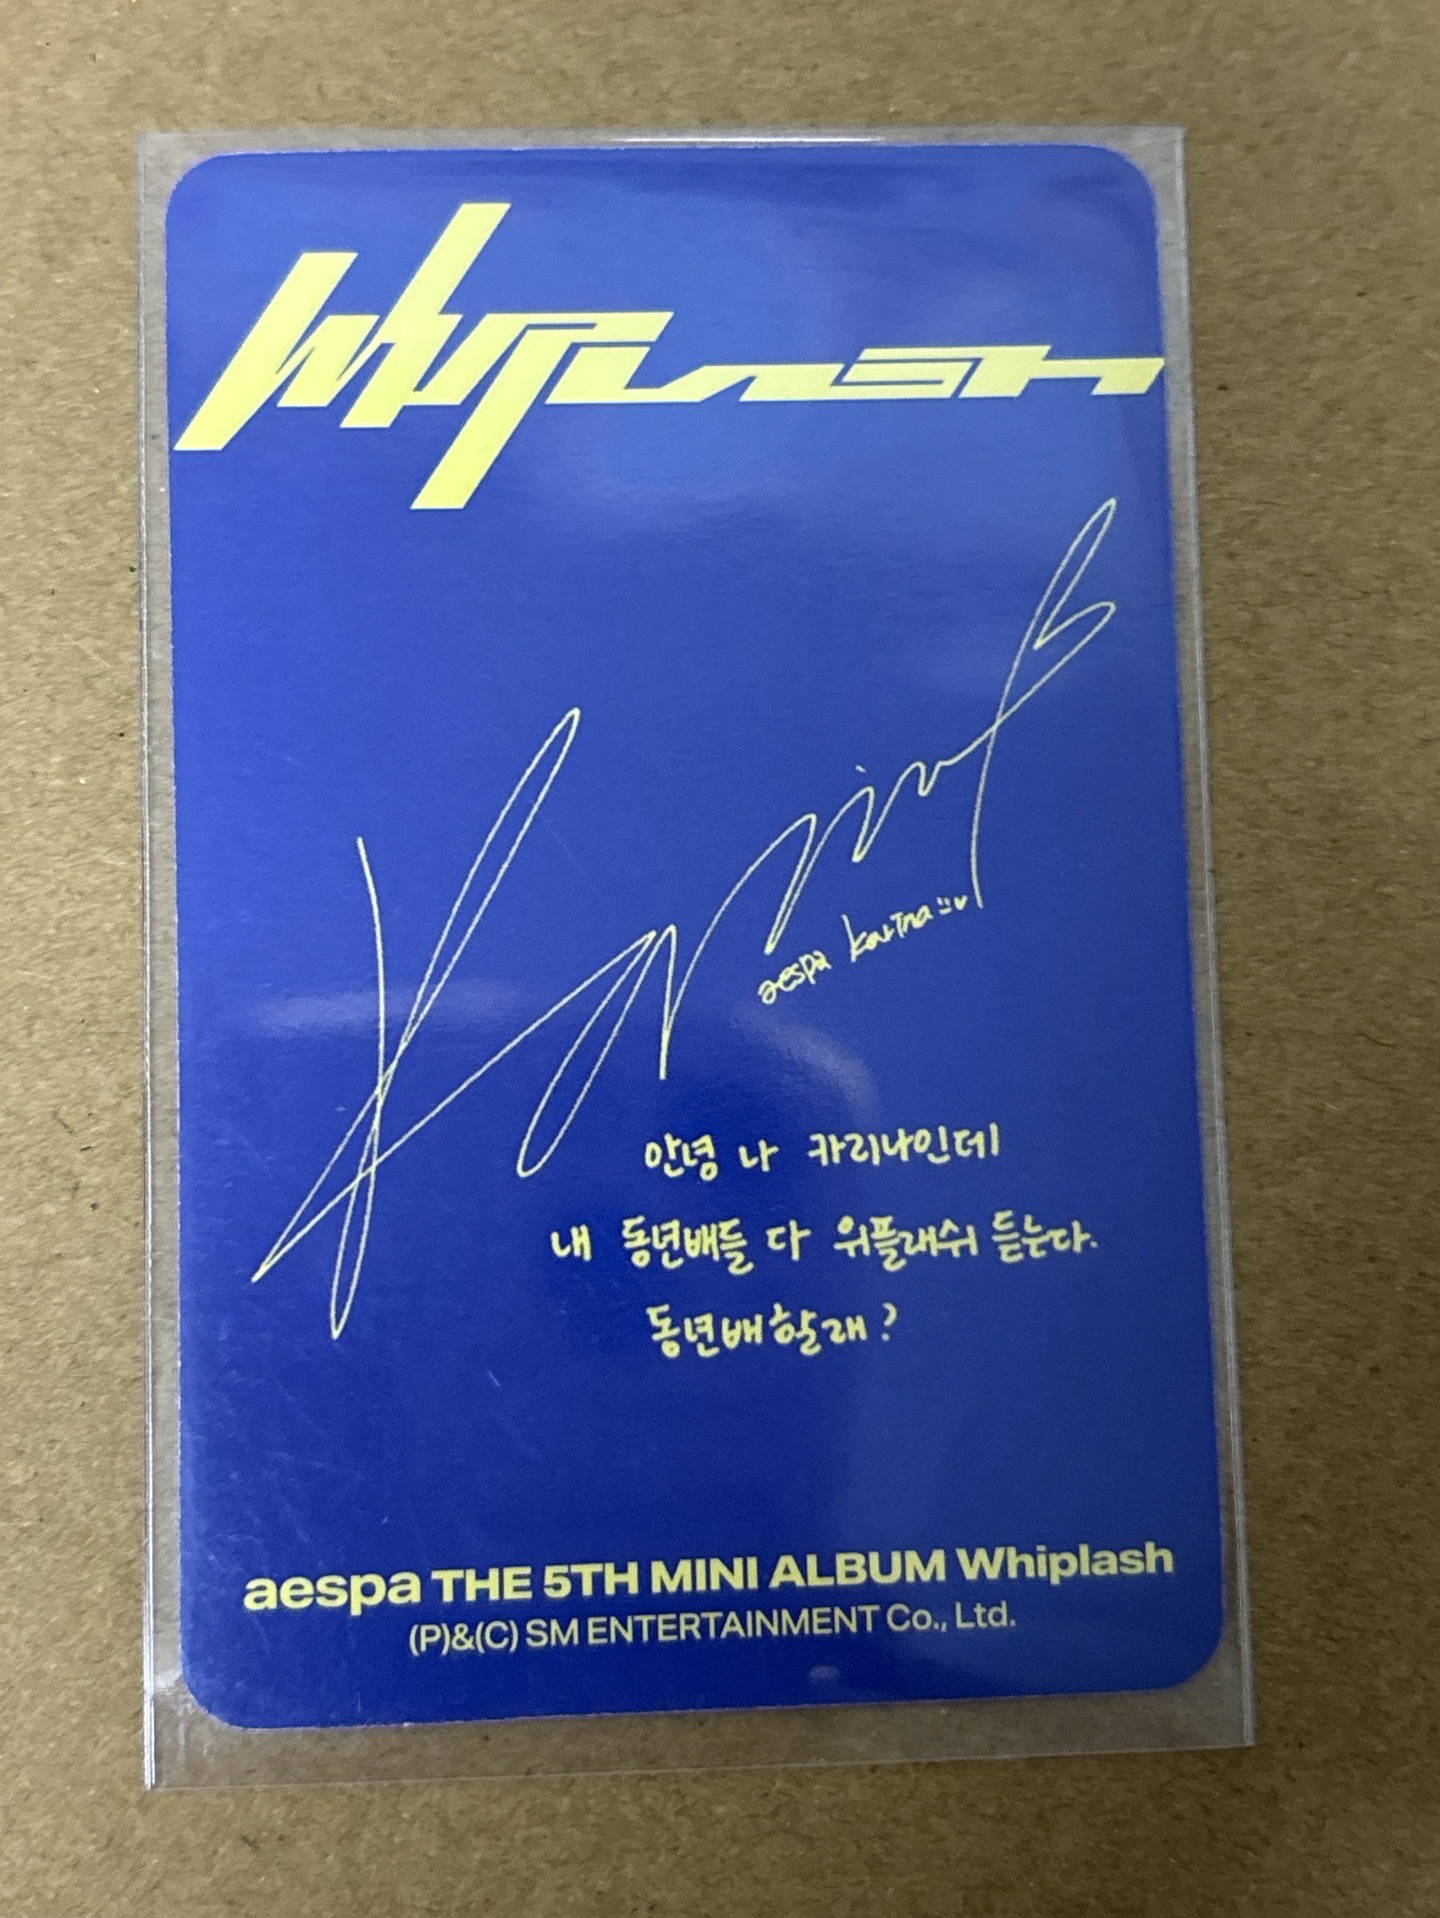 Whiplash
Karina
aespa Karina :) ♥
안녕 나 카리나인데
내 동년배들 다 위플래쉬 듣는다.
동년배할래?
aespa THE 5TH MINI ALBUM Whiplash
(P)&(C) SM ENTERTAINMENT Co., Ltd.